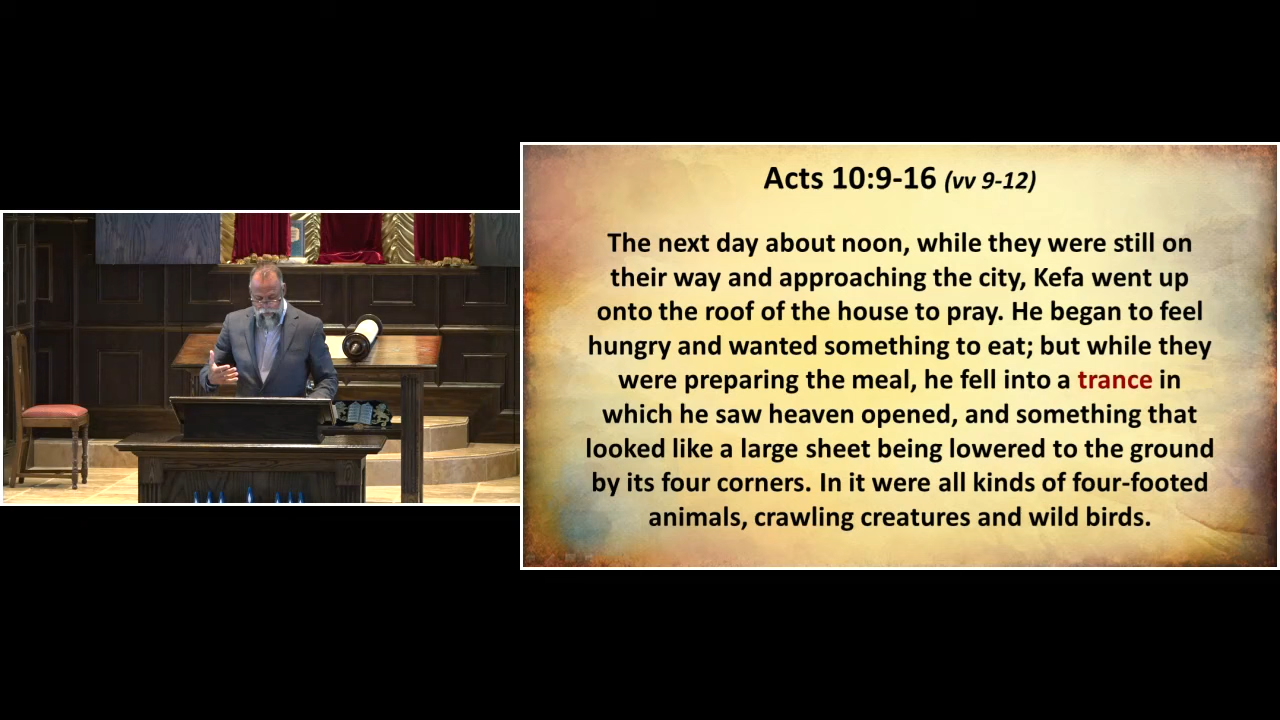 Acts 10:9-16 (vv 9-12)
The next day about noon, while they were still on
their way and approaching the city, Kefa went up
onto the roof of the house to pray. He began to feel
hungry and wanted something to eat; but while they
were preparing the meal, he fell into a trance in
which he saw heaven opened, and something that
looked like a large sheet being lowered to the ground
by its four corners. In it were all kinds of four-footed
animals, crawling creatures and wild birds.